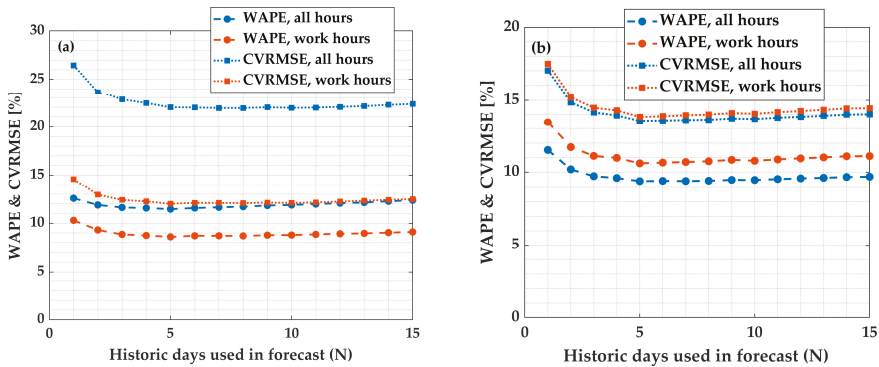 WAPE, all hours
WAPE, work hours
CVRMSE, all hours
CVRMSE, work hours
(a)
30
25
20
15
10
5
0
WAPE & CVRMSE [%]
0
5
10
15
Historic days used in forecast (N)
WAPE, all hours
WAPE, work hours
CVRMSE, all hours
CVRMSE, work hours
(b)
20
15
10
5
0
WAPE & CVRMSE [%]
0
5
10
15
Historic days used in forecast (N)